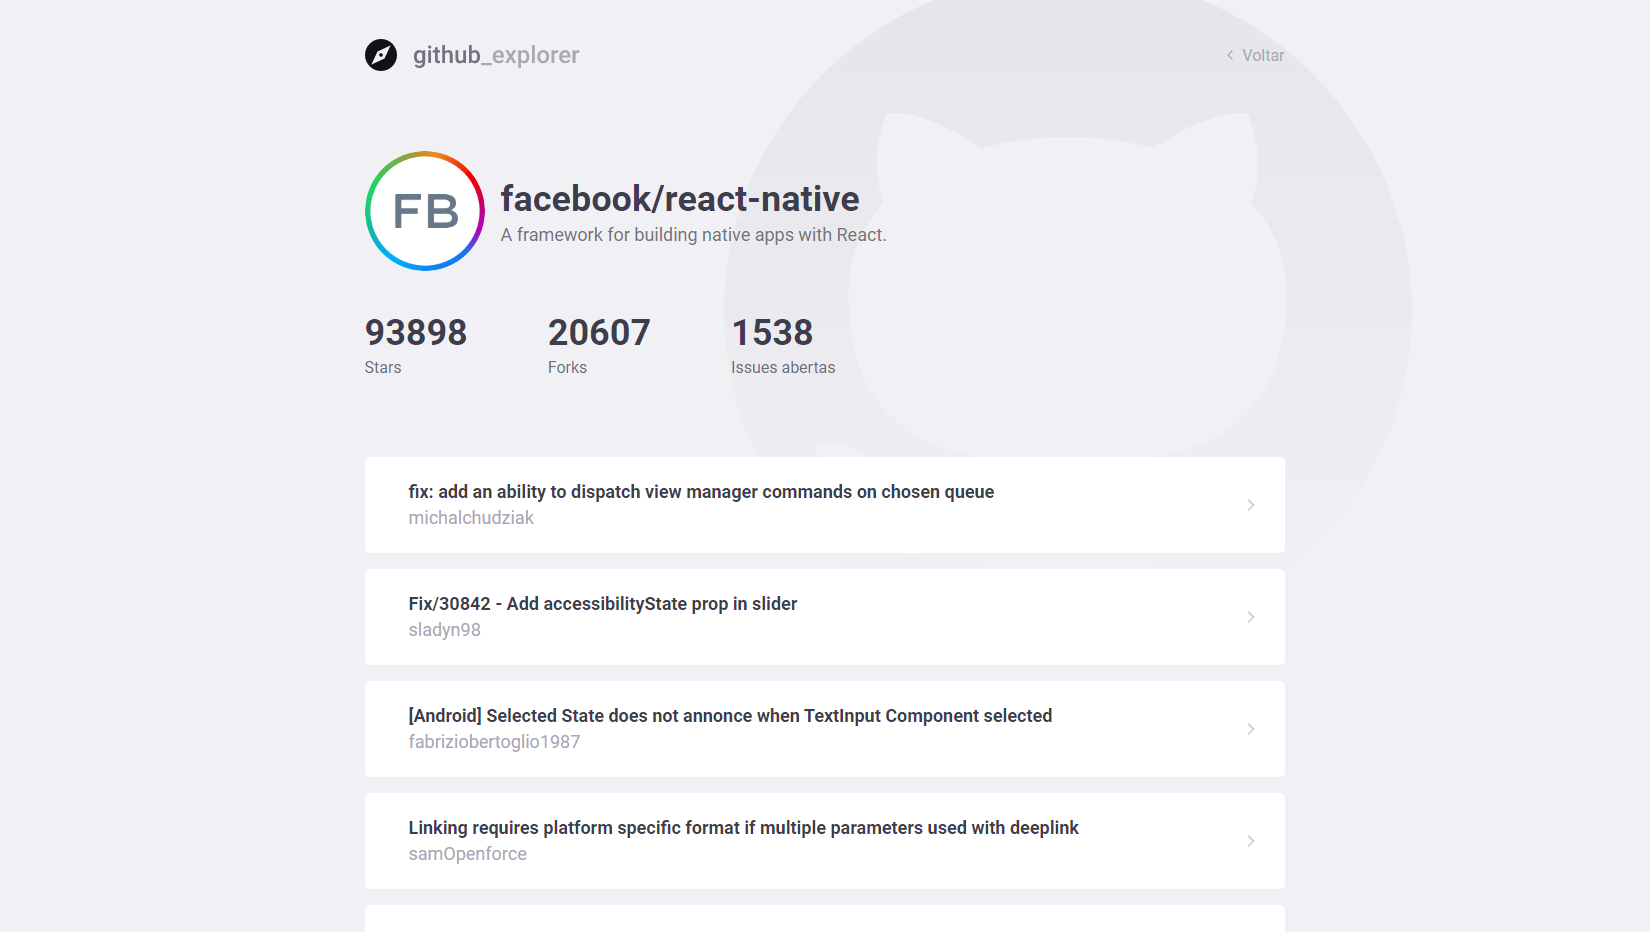 github_explorer
Voltar
FB
facebook/react-native
A framework for building native apps with React.
93898 20607 1538
Stars Forks Issues abertas
fix: add an ability to dispatch view manager commands on chosen queue
michalchudziak
Fix/30842 - Add accessibilityState prop in slider
sladyn98
[Android] Selected State does not annonce when TextInput Component selected
fabriziobertoglio1987
Linking requires platform specific format if multiple parameters used with deeplink
samOpenforce